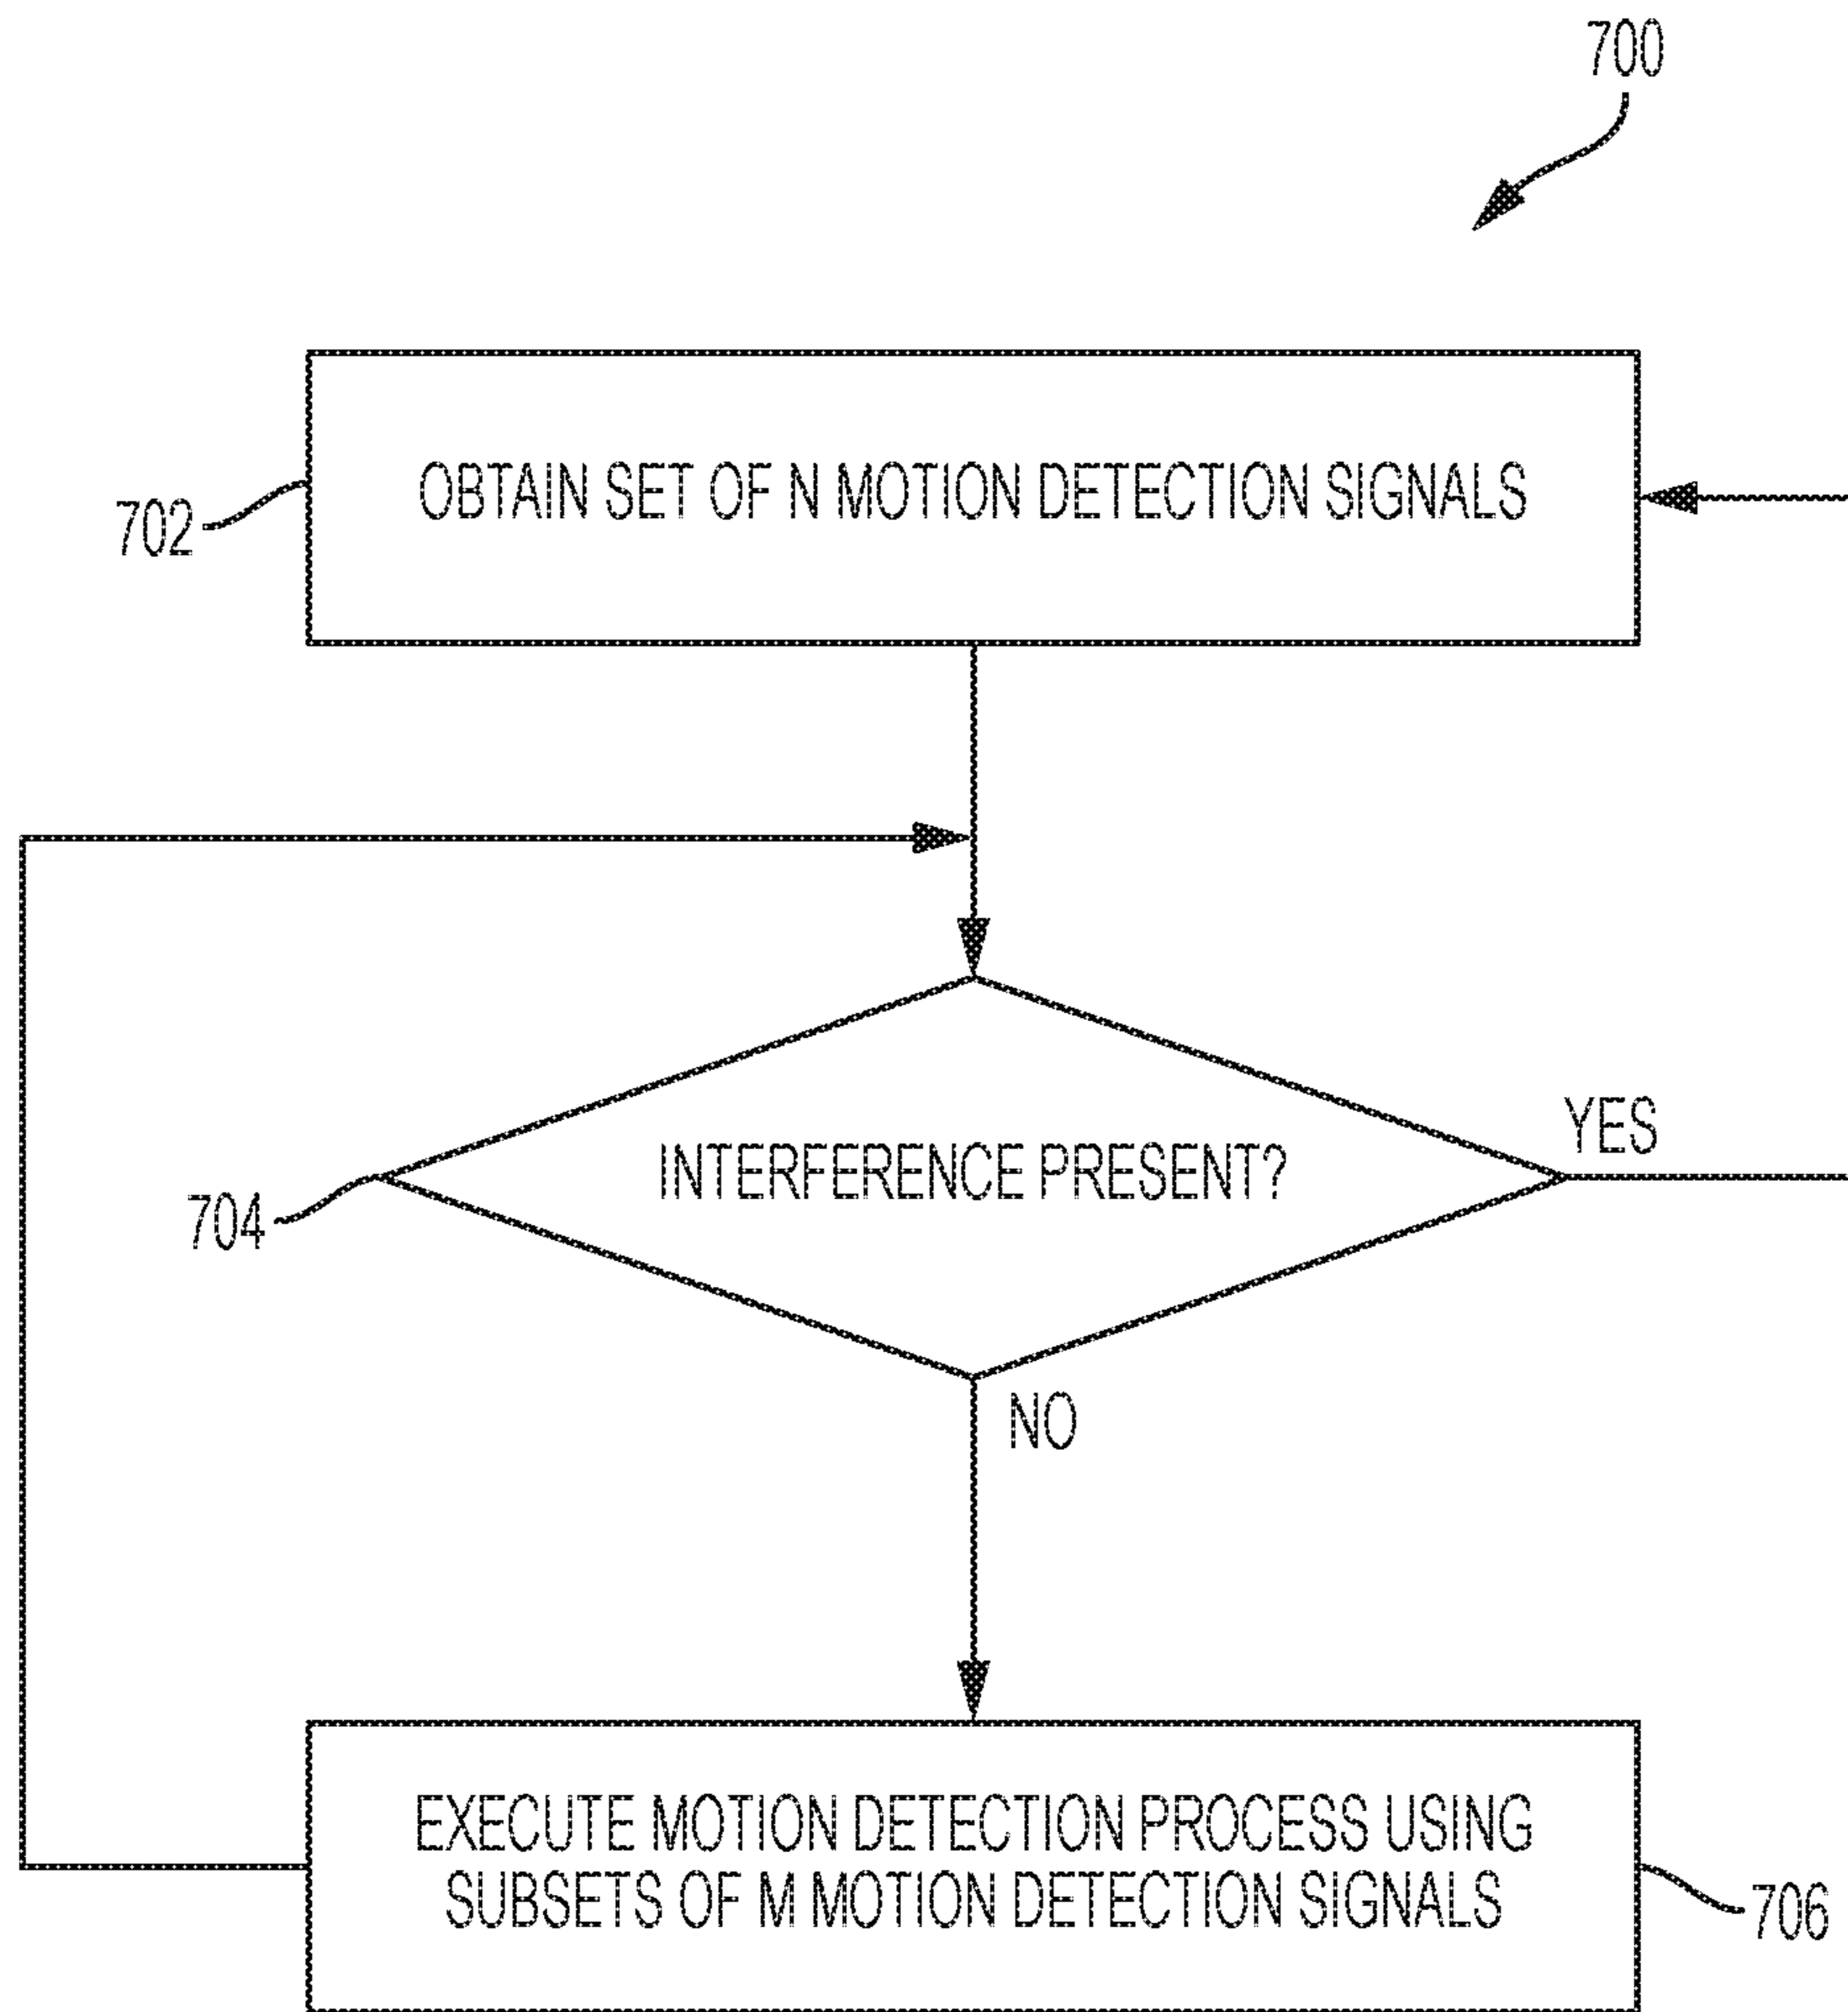 700
OBTAIN SET OF N MOTION DETECTION SIGNALS
702
INTERFERENCE PRESENT?
YES
704
NO
EXECUTE MOTION DETECTION PROCESS USING
SUBSETS OF M MOTION DETECTION SIGNALS
706